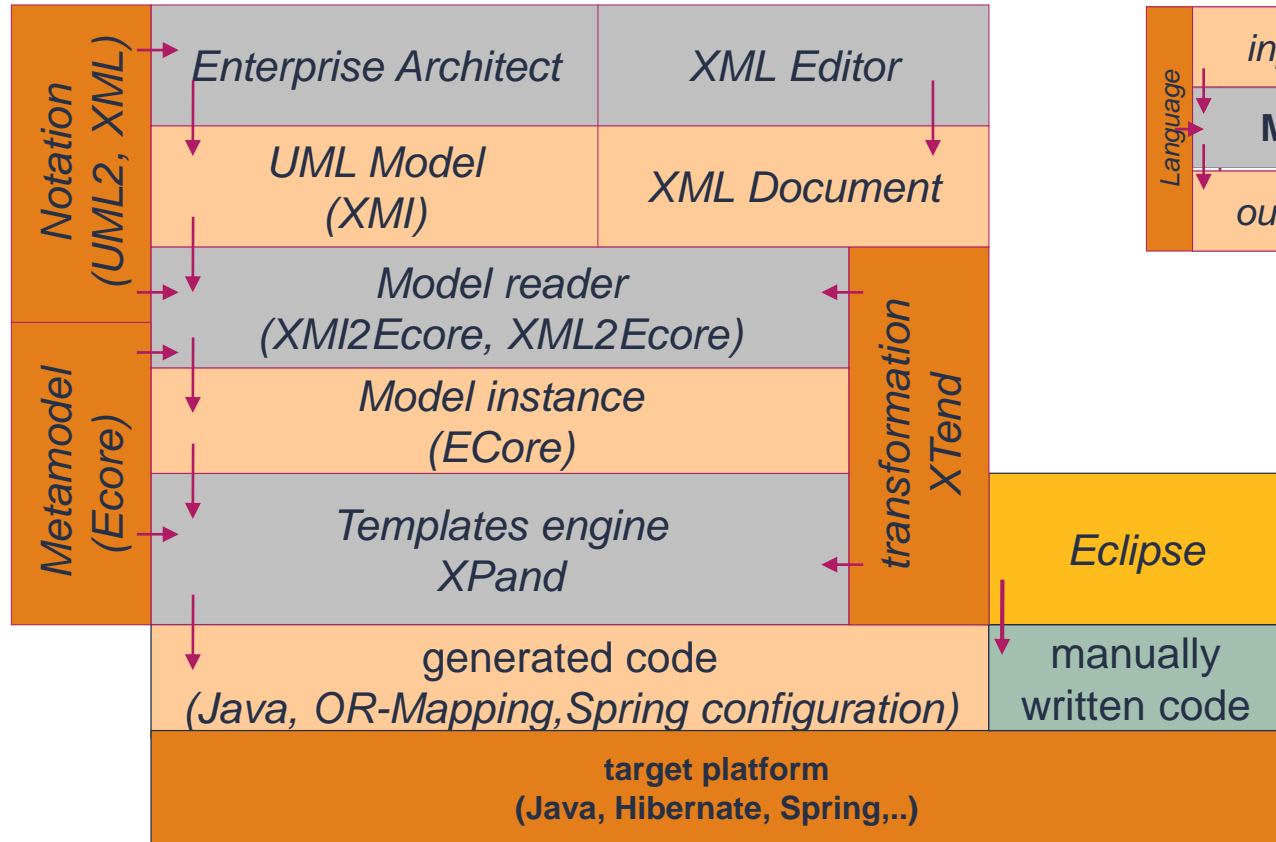 Notation
(UML2, XML)
Enterprise Architect
XML Editor
UML Model
(XMI)
XML Document
Model reader
(XMI2Ecore, XML2Ecore)
Metamodel
(Ecore)
Model instance
(ECore)
transformation
XTend
Templates engine
XPand
Eclipse
generated code
(Java, OR-Mapping,Spring configuration)
manually
written code
target platform
(Java, Hibernate, Spring,..)
Language